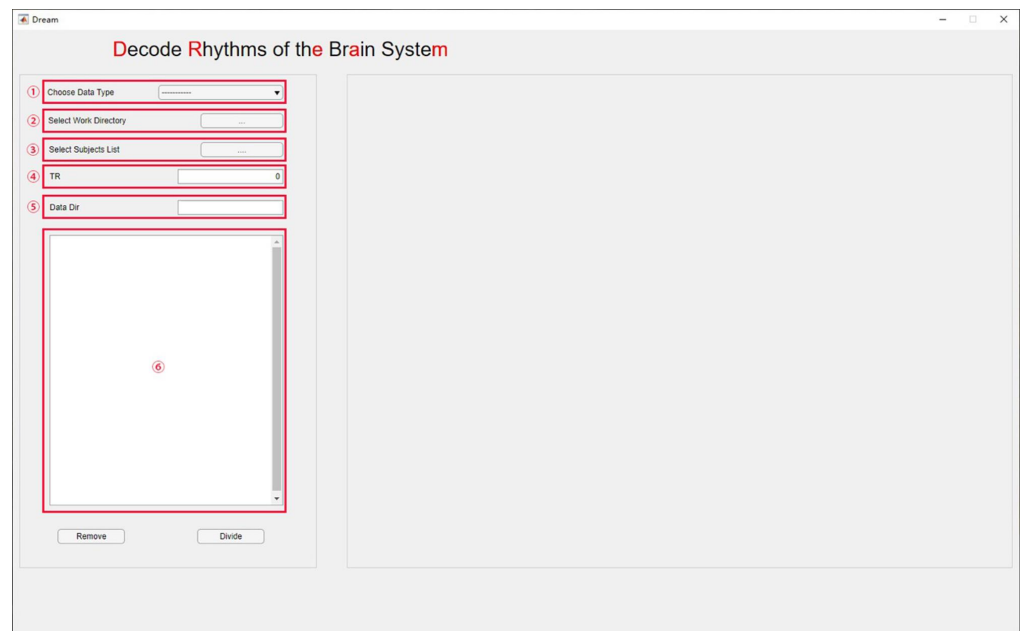 Dream
Decode Rhythms of the Brain System
① Choose Data Type -----------
② Select Work Directory ...
③ Select Subjects List ....
④ TR 0
⑤ Data Dir
⑥
Remove Divide